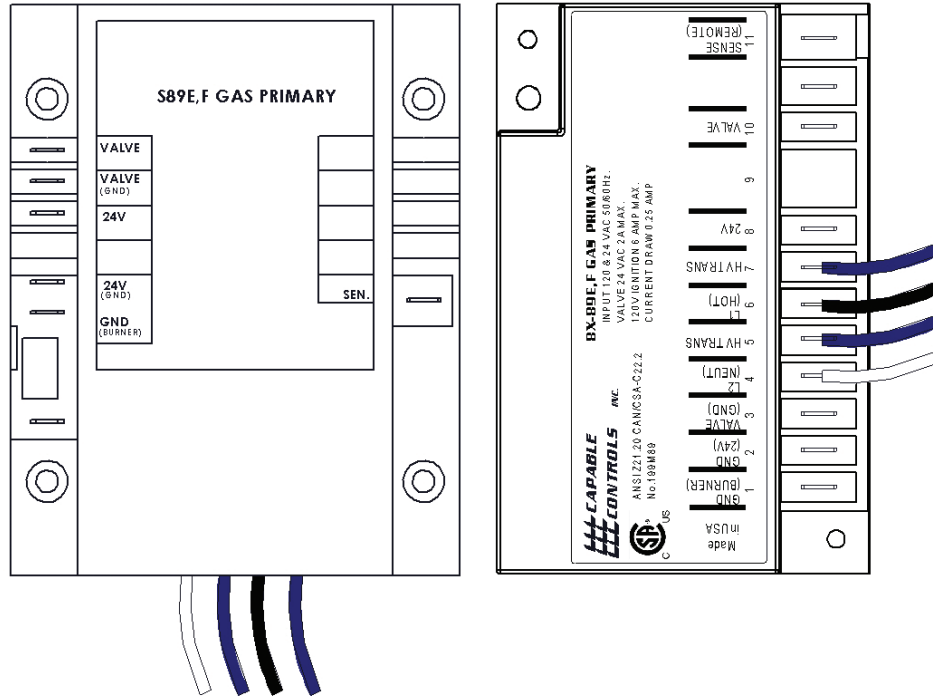 S89E,F GAS PRIMARY
VALVE
VALVE
(GND)
24V
24V
(GND)
GND
(BURNER)
SEN.
BX-89E,F GAS PRIMARY
INPUT 120 & 24 VAC 50/60Hz.
VALVE 24 VAC 2A MAX.
120V IGNITION 6 AMP MAX.
CURRENT DRAW 0.25 AMP
CAPABLE
CONTROLS INC.
ANSI Z21.20 CAN/CSA-C22.2
No.199M89
C
SA
US
SENSE
(REMOTE)
11
VALVE
10
9
24V
8
HV TRANS
7
L1
(HOT)
6
HV TRANS
5
L2
(NEUT)
4
VALVE
(GND)
3
GND
(24V)
2
GND
(BURNER)
1
Made
in USA